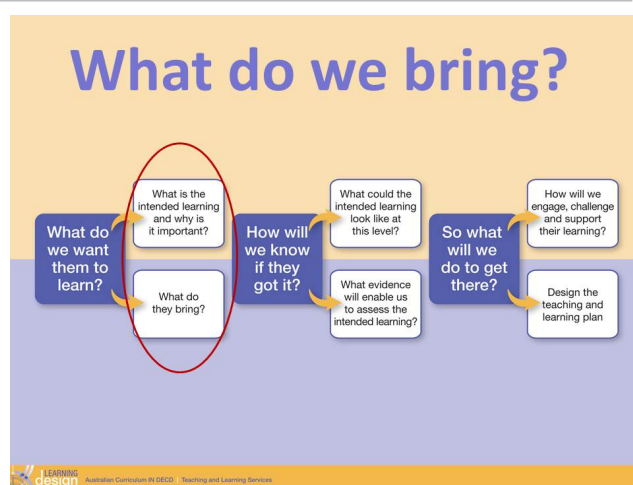 What do we bring?
What do
we want
them to
learn?
What is the
intended learning
and why is
it important?
What do
they bring?
How will
we know
if they
got it?
What could the
intended learning
look like at
this level?
What evidence
will enable us
to assess the
intended learning?
So what
will we
do to get
there?
How will we
engage, challenge
and support
their learning?
Design the
teaching and
learning plan
LEARNING
design
Australian Curriculum IN DECD | Teaching and Learning Services